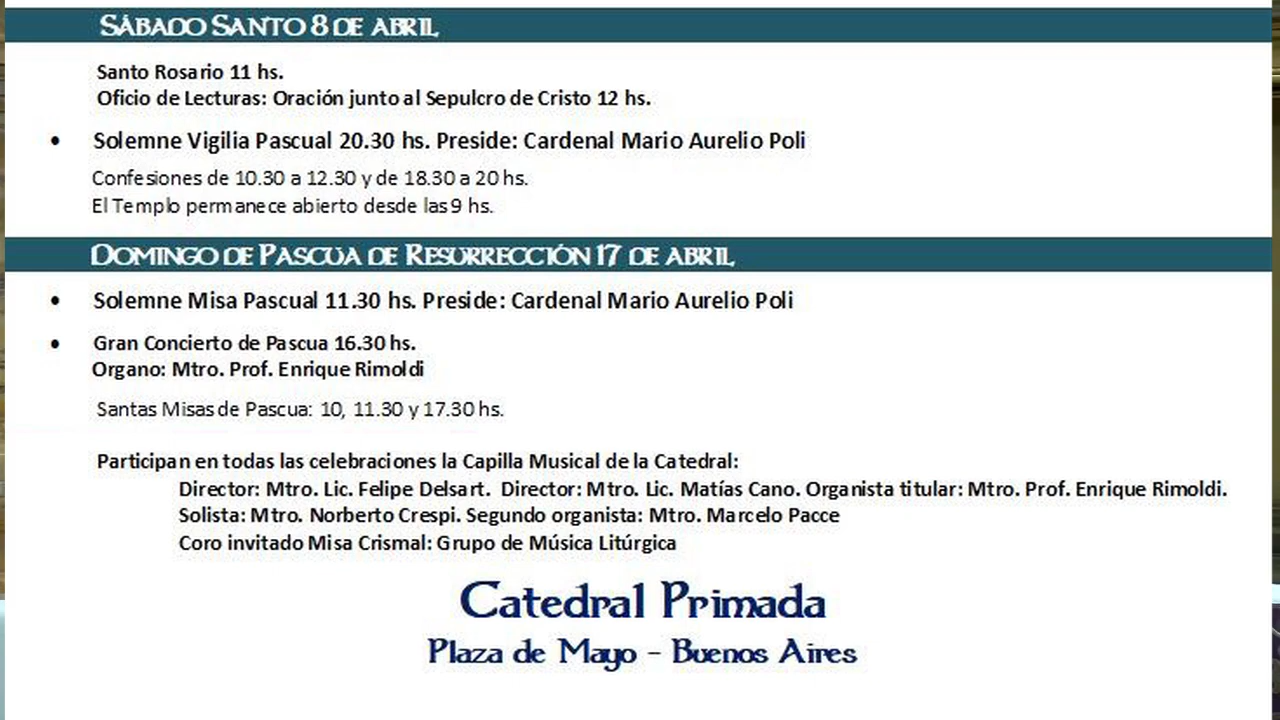 SÁBADO SANTO 8 DE ABRIL
Santo Rosario 11 hs.
Oficio de Lecturas: Oración junto al Sepulcro de Cristo 12 hs.
• Solemne Vigilia Pascual 20.30 hs. Preside: Cardenal Mario Aurelio Poli
Confesiones de 10.30 a 12.30 y de 18.30 a 20 hs.
El Templo permanece abierto desde las 9 hs.
DOMINGO DE PASCUA DE RESURRECCIÓN 17 DE ABRIL
• Solemne Misa Pascual 11.30 hs. Preside: Cardenal Mario Aurelio Poli
• Gran Concierto de Pascua 16.30 hs.
Organo: Mtro. Prof. Enrique Rimoldi
Santas Misas de Pascua: 10, 11.30 y 17.30 hs.
Participan en todas las celebraciones la Capilla Musical de la Catedral:
Director: Mtro. Lic. Felipe Delsart. Director: Mtro. Lic. Matías Cano. Organista titular: Mtro. Prof. Enrique Rimoldi.
Solista: Mtro. Norberto Crespi. Segundo organista: Mtro. Marcelo Pacce
Coro invitado Misa Crismal: Grupo de Música Litúrgica
Catedral Primada
Plaza de Mayo - Buenos Aires